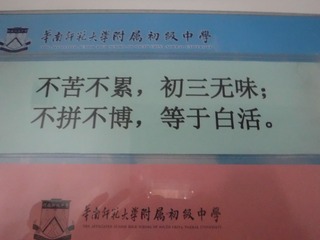 華南師範大學附屬初級中學
不苦不累，初三无味；
不拼不博，等于白活。
華南師範大學附屬初級中學